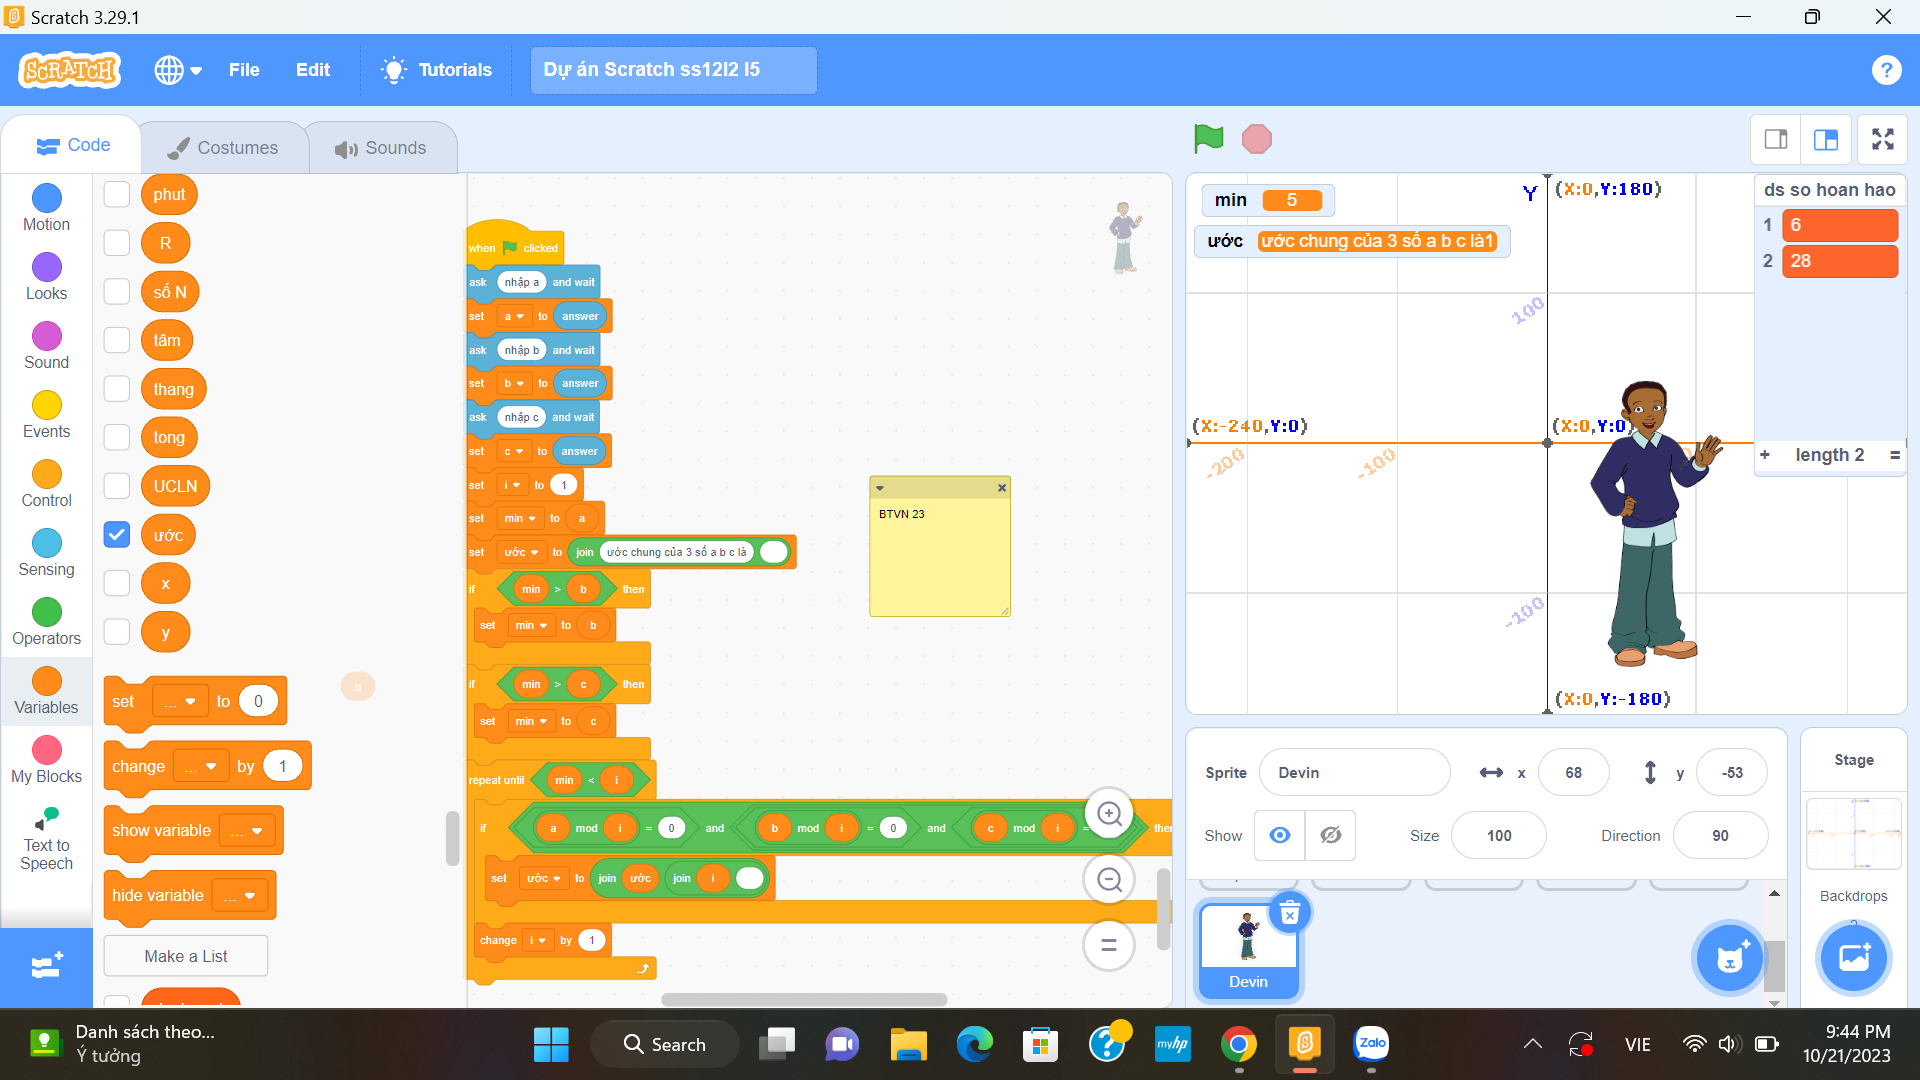 Scratch 3.29.1
SCRATCH
File
Edit
Tutorials
Dự án Scratch ss12l2 l5
?
Code
Costumes
Sounds
Motion
Looks
Sound
Events
Control
Sensing
Operators
Variables
My Blocks
Text to
Speech
phut
R
số N
tâm
thang
tong
UCLN
ước
x
y
b
set ... to 0
change ... by 1
show variable ...
hide variable ...
Make a List
when clicked
ask nhập a and wait
set a to answer
ask nhập b and wait
set b to answer
ask nhập c and wait
set c to answer
set i to 1
set min to a
set ước to join ước chung của 3 số a b c là
if min > b then
set min to b
if min > c then
set min to c
repeat until min < i
if a mod i = 0 and b mod i = 0 and c mod i = then
set ước to join ước join i
change i by 1
BTVN 23
min 5
ước ước chung của 3 số a b c là1
Y (X:0,Y:180)
ds so hoan hao
1 6
2 28
+ length 2 =
100
(X:-240,Y:0)
(X:0,Y:0)
-200
-100
-100
(X:0,Y:-180)
Sprite Devin x 68 y -53
Show Size 100 Direction 90
Devin
Stage
Backdrops
Danh sách theo...
Ý tưởng
Search
myhp
Zalo
VIE
9:44 PM
10/21/2023